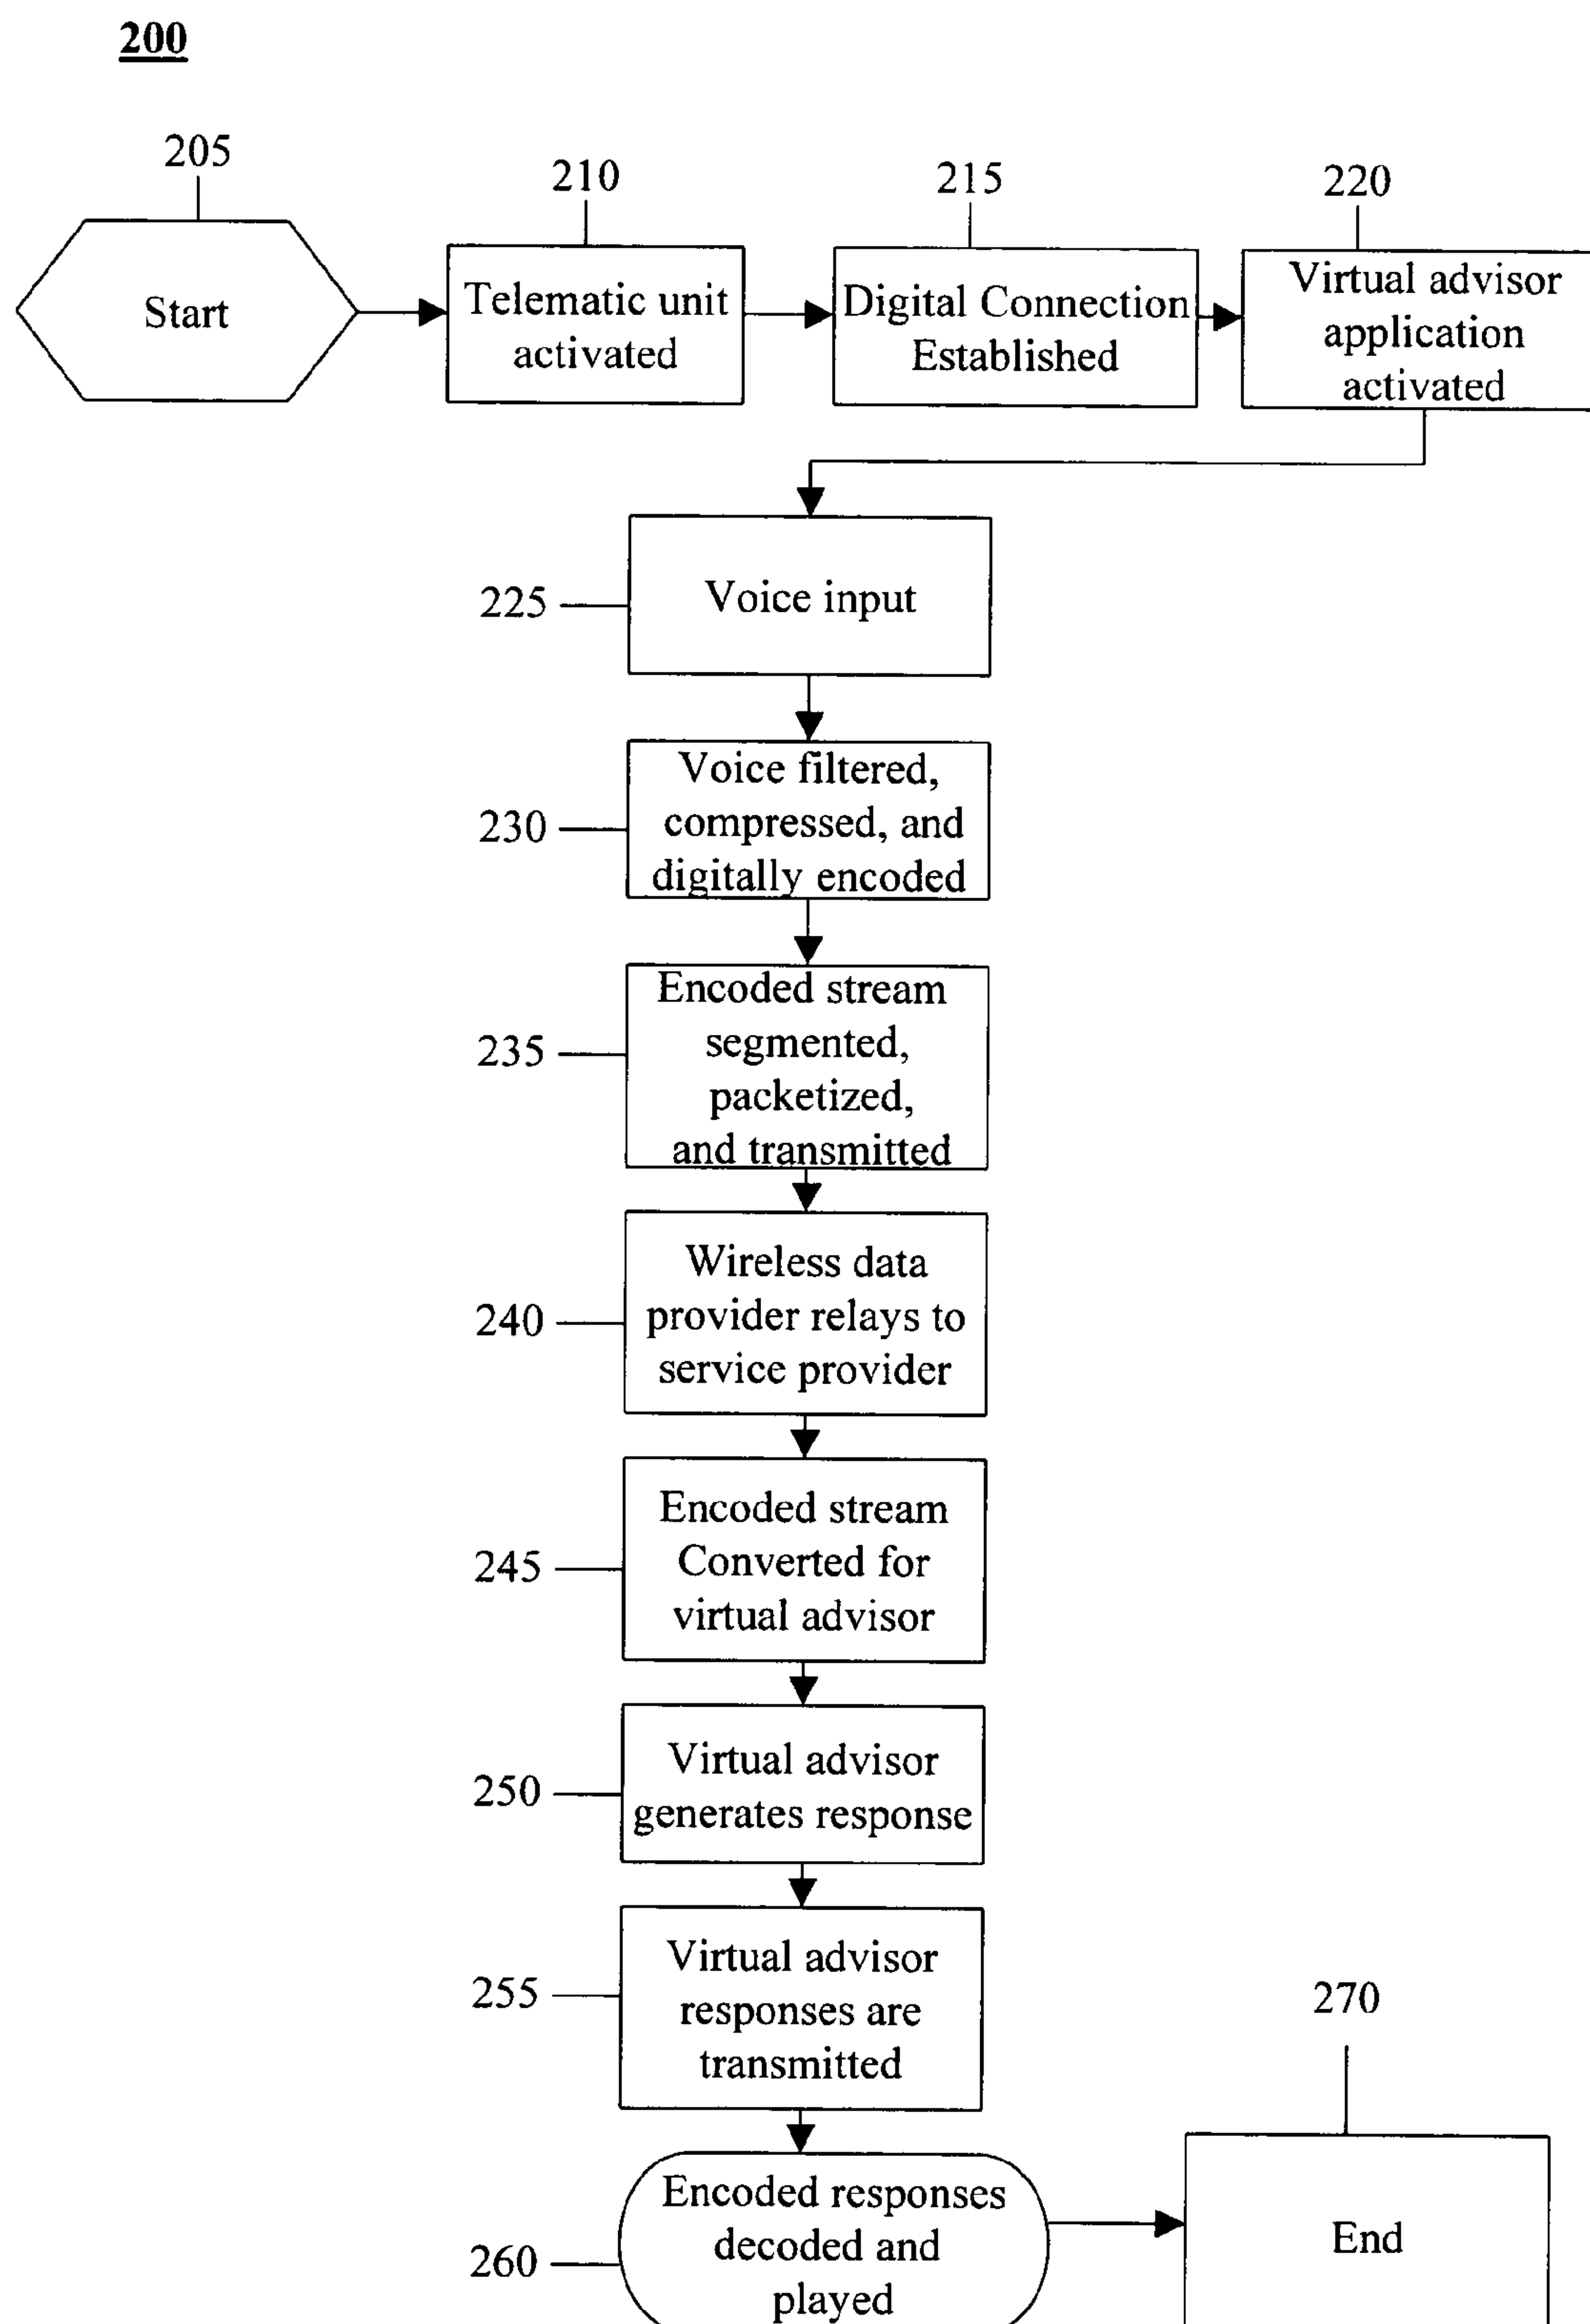 200
205
210
215
220
Start
Telematic unit
activated
Digital Connection
Established
Virtual advisor
application
activated
225
Voice input
230
Voice filtered,
compressed, and
digitally encoded
235
Encoded stream
segmented,
packetized,
and transmitted
240
Wireless data
provider relays to
service provider
245
Encoded stream
Converted for
virtual advisor
250
Virtual advisor
generates response
255
Virtual advisor
responses are
transmitted
270
260
Encoded responses
decoded and
played
End